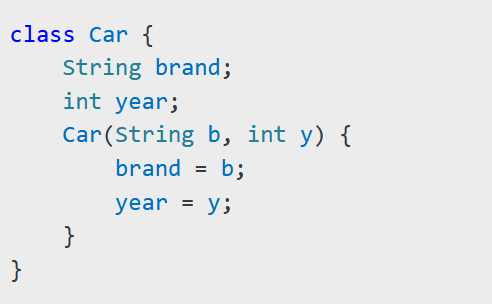 class Car {
    String brand;
    int year;
    Car(String b, int y) {
        brand = b;
        year = y;
    }
}